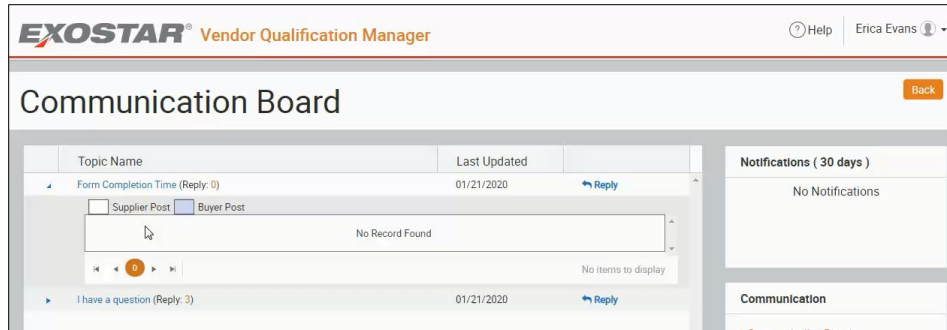 EXOSTAR® Vendor Qualification Manager
? Help Erica Evans
Communication Board
Back
Topic Name Last Updated
Form Completion Time (Reply: 0) 01/21/2020 Reply
Supplier Post Buyer Post
No Record Found
0 No items to display
I have a question (Reply: 3) 01/21/2020 Reply
Notifications ( 30 days )
No Notifications
Communication